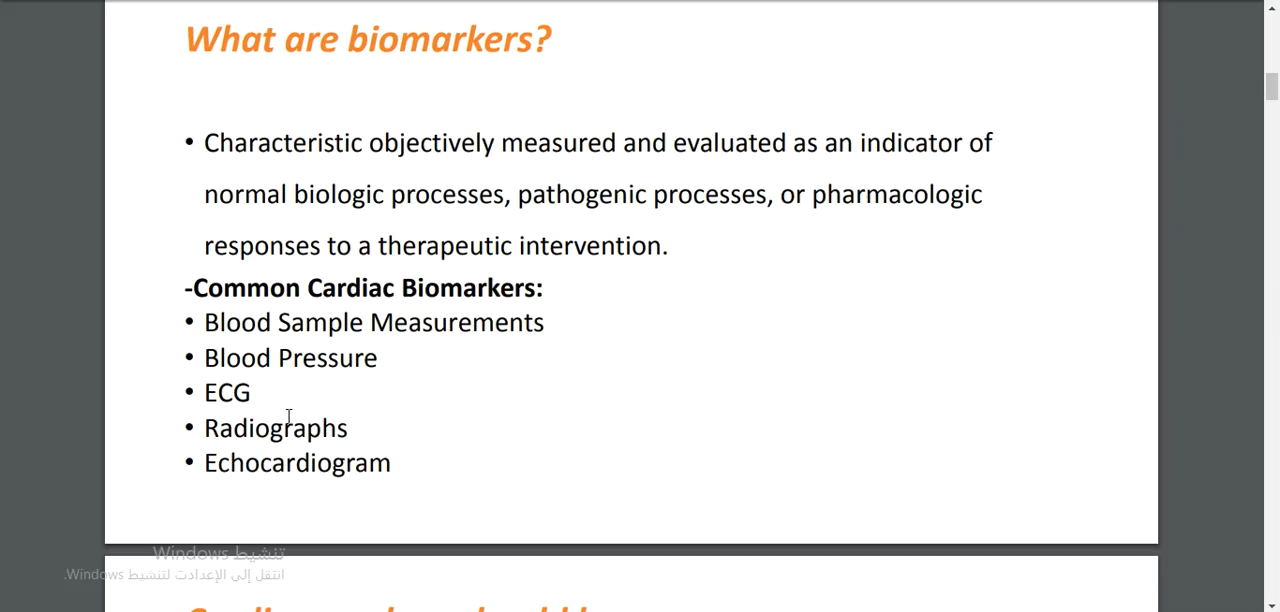 What are biomarkers?
• Characteristic objectively measured and evaluated as an indicator of
normal biologic processes, pathogenic processes, or pharmacologic
responses to a therapeutic intervention.
-Common Cardiac Biomarkers:
• Blood Sample Measurements
• Blood Pressure
• ECG
• Radiographs
• Echocardiogram
تنشيط Windows
انتقل إلى الإعدادت لتنشيط Windows.